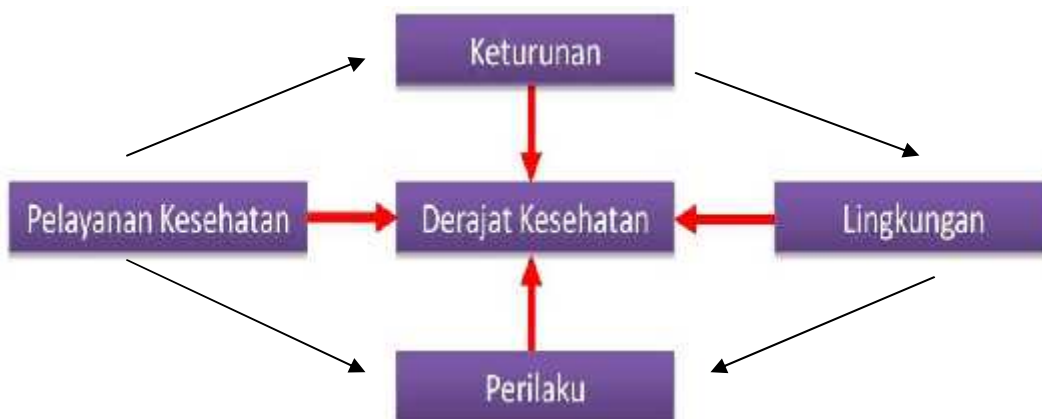 Keturunan
Pelayanan Kesehatan
Derajat Kesehatan
Lingkungan
Perilaku